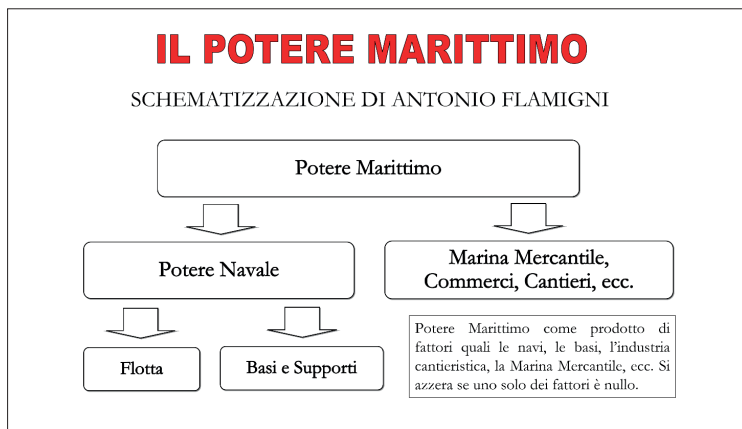 IL POTERE MARITTIMO
SCHEMATIZZAZIONE DI ANTONIO FLAMIGNI
Potere Marittimo
Potere Navale
Marina Mercantile,
Commerci, Cantieri, ecc.
Flotta
Basi e Supporti
Potere Marittimo come prodotto di
fattori quali le navi, le basi, l'industria
cantieristica, la Marina Mercantile, ecc. Si
azzera se uno solo dei fattori è nullo.